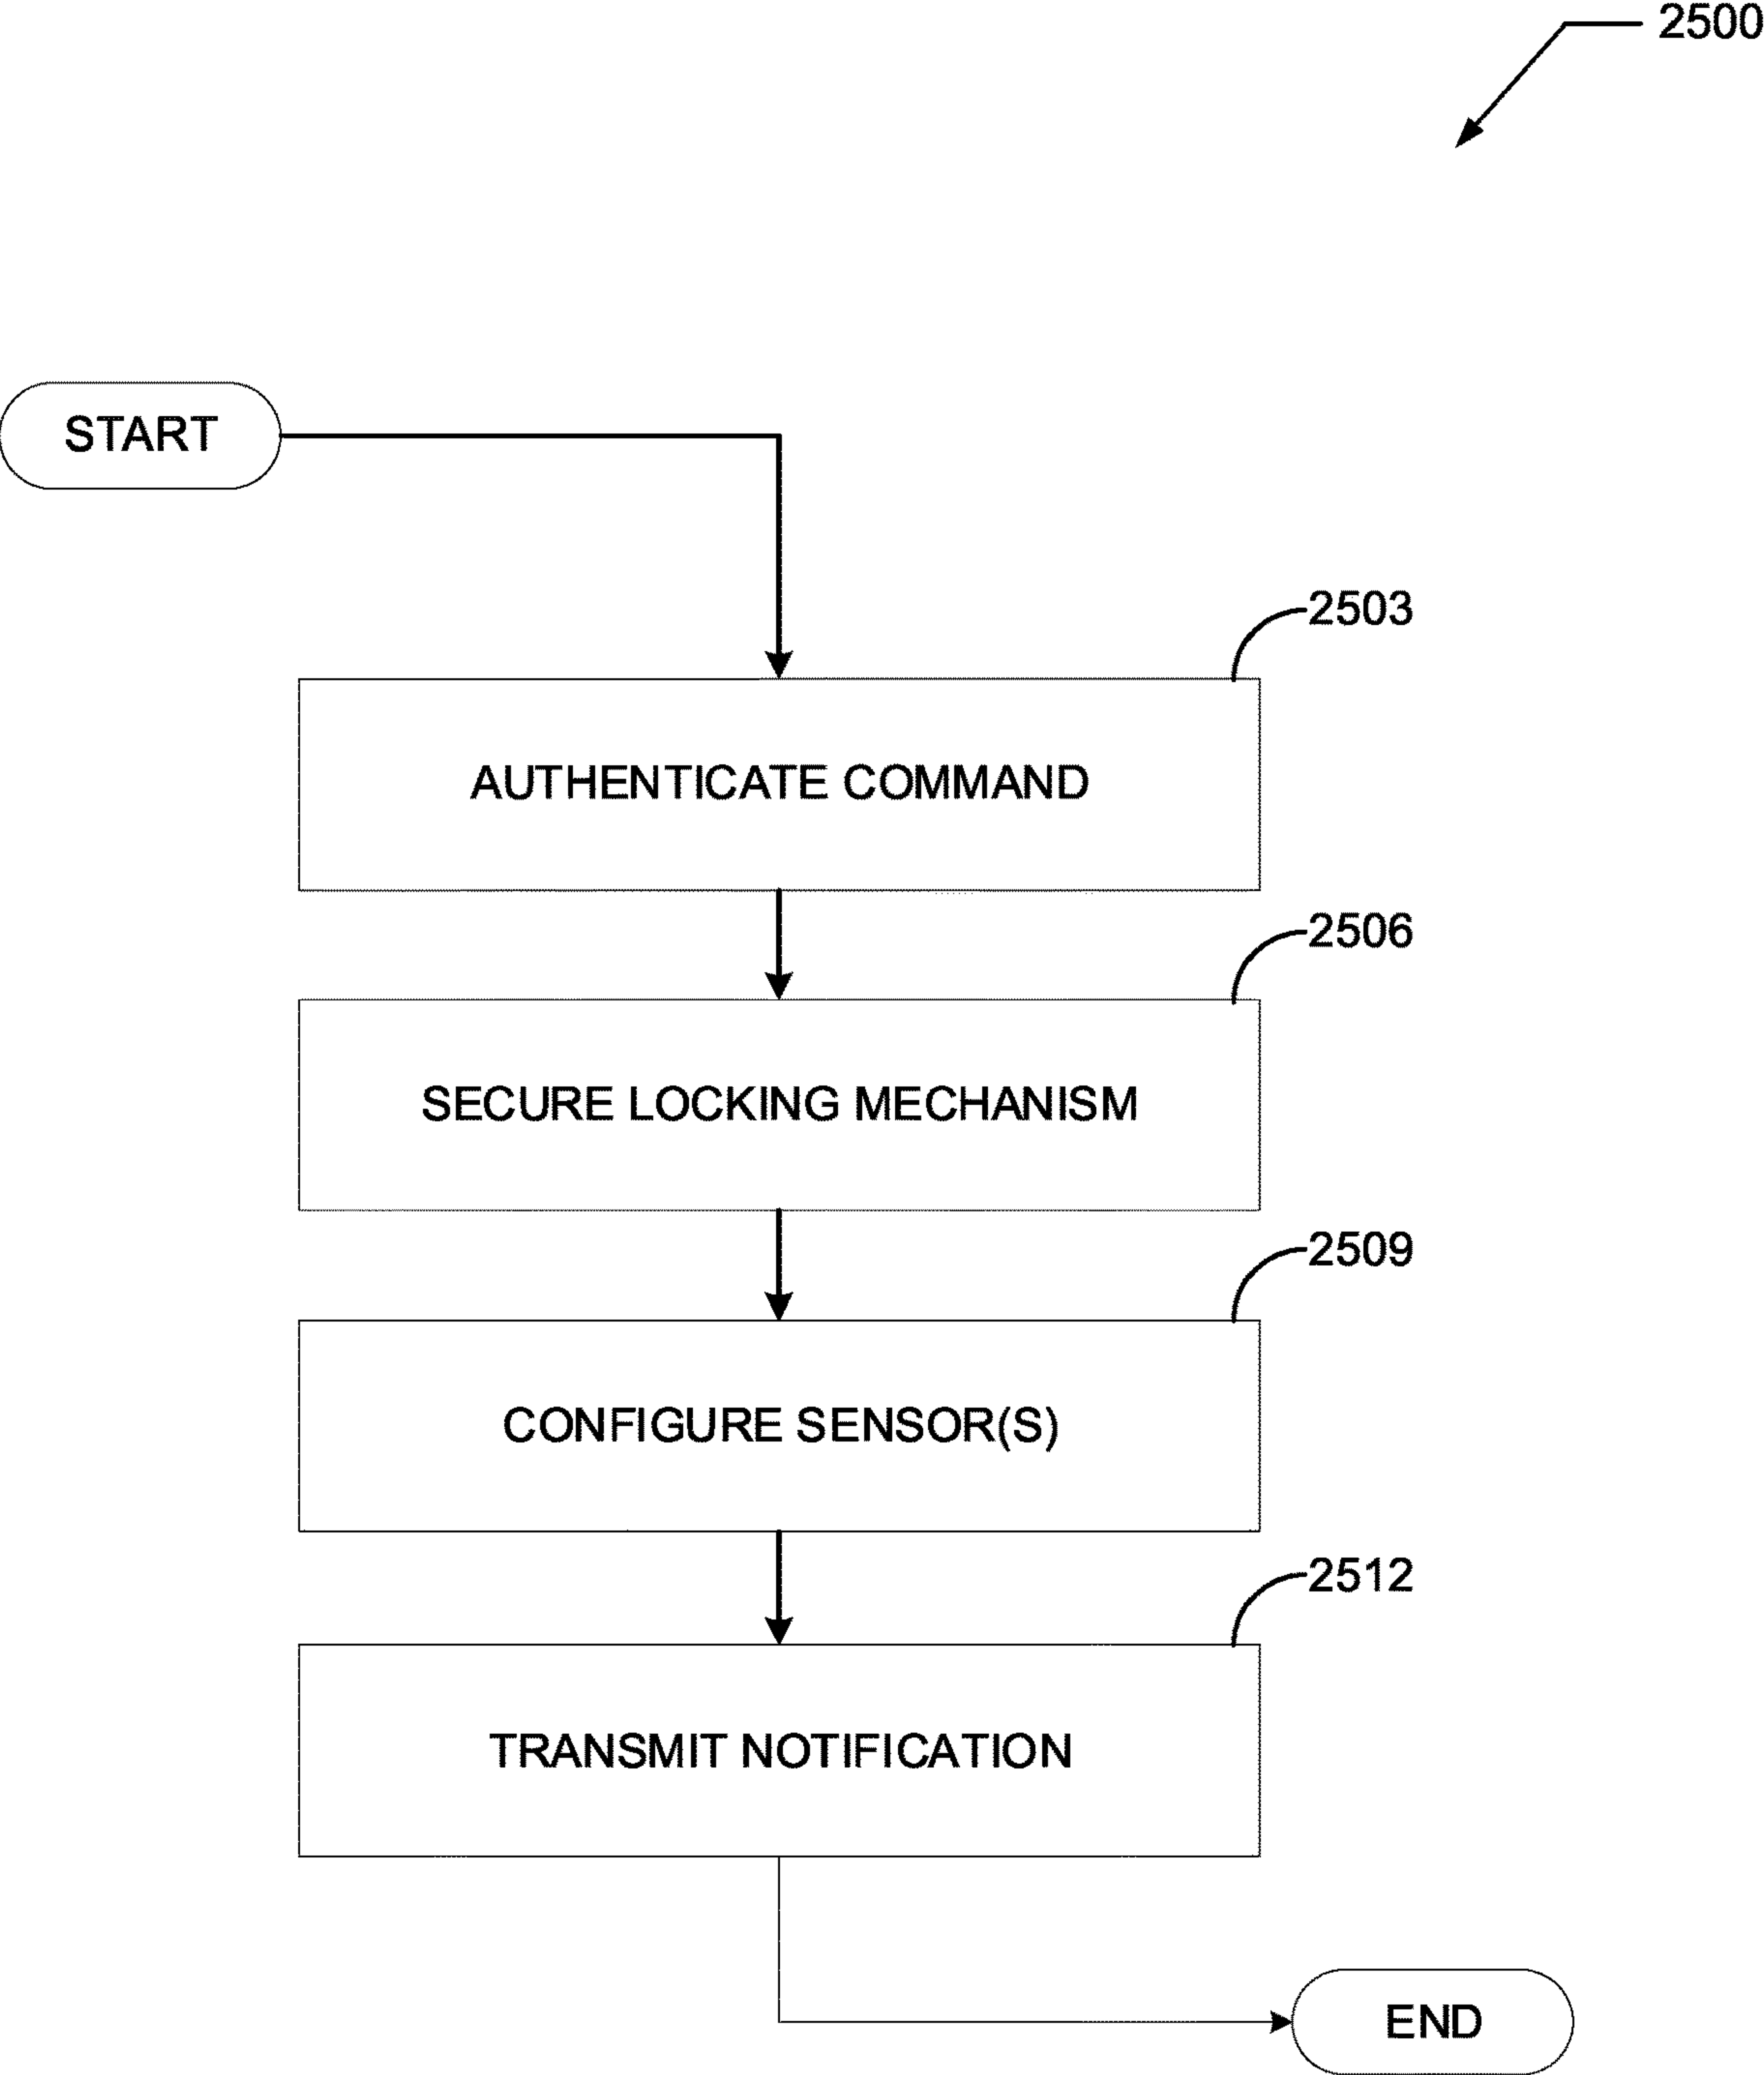 2500
START
2503
AUTHENTICATE COMMAND
2506
SECURE LOCKING MECHANISM
2509
CONFIGURE SENSOR(S)
2512
TRANSMIT NOTIFICATION
END